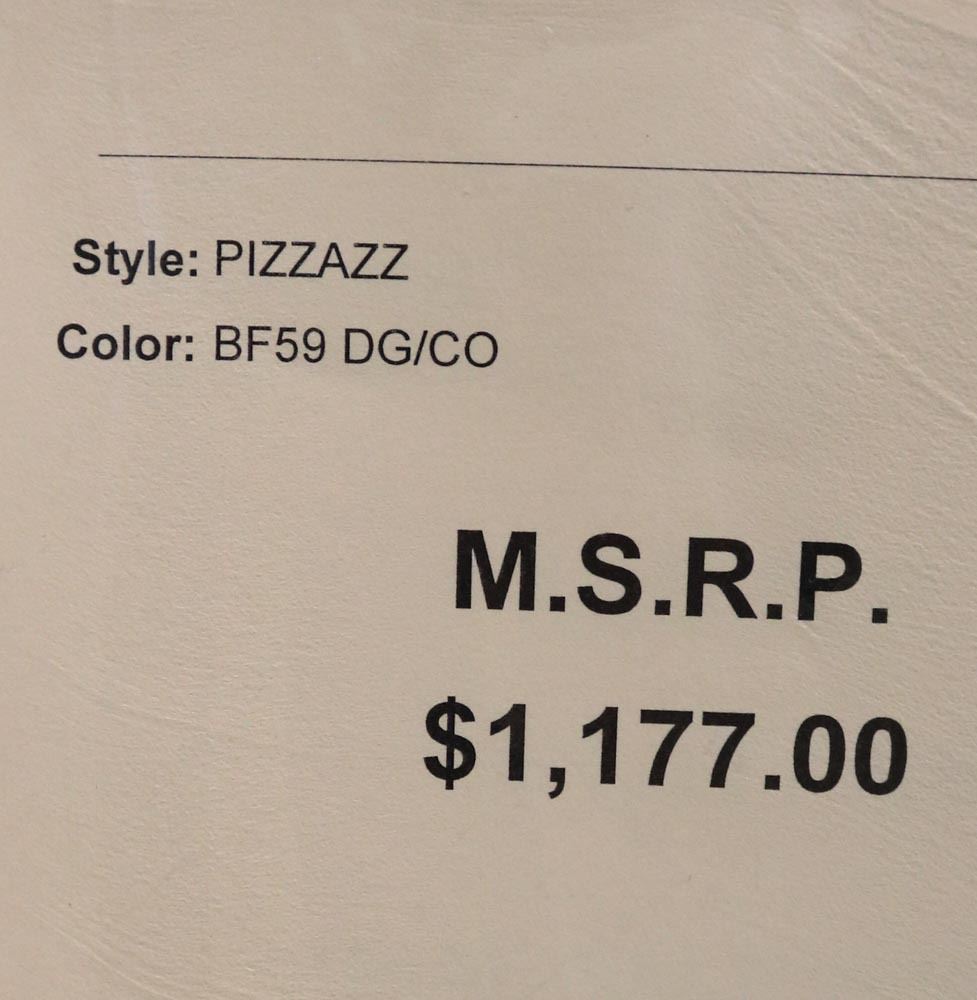 Style: PIZZAZZ
Color: BF59 DG/CO
M.S.R.P.
$1,177.00